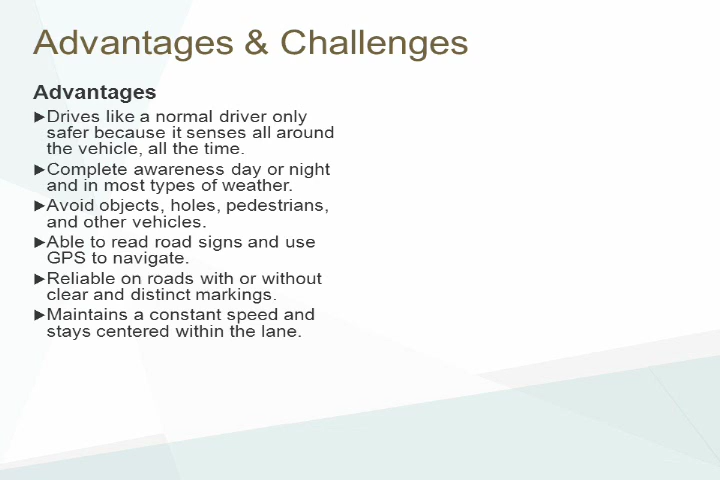 Advantages & Challenges
Advantages
►Drives like a normal driver only
safer because it senses all around
the vehicle, all the time.
►Complete awareness day or night
and in most types of weather.
►Avoid objects, holes, pedestrians,
and other vehicles.
►Able to read road signs and use
GPS to navigate.
►Reliable on roads with or without
clear and distinct markings.
►Maintains a constant speed and
stays centered within the lane.